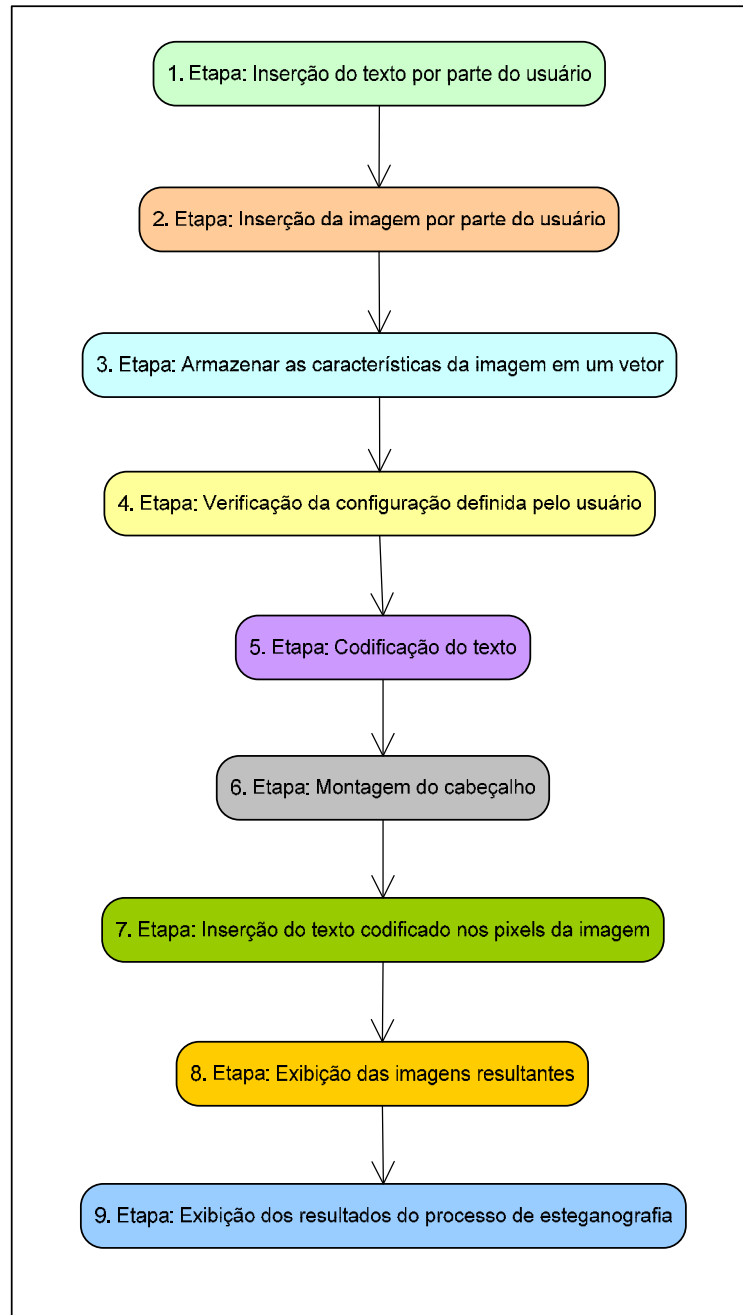 1. Etapa: Inserção do texto por parte do usuário
2. Etapa: Inserção da imagem por parte do usuário
3. Etapa: Armazenar as características da imagem em um vetor
4. Etapa: Verificação da configuração definida pelo usuário
5. Etapa: Codificação do texto
6. Etapa: Montagem do cabeçalho
7. Etapa: Inserção do texto codificado nos pixels da imagem
8. Etapa: Exibição das imagens resultantes
9. Etapa: Exibição dos resultados do processo de esteganografia